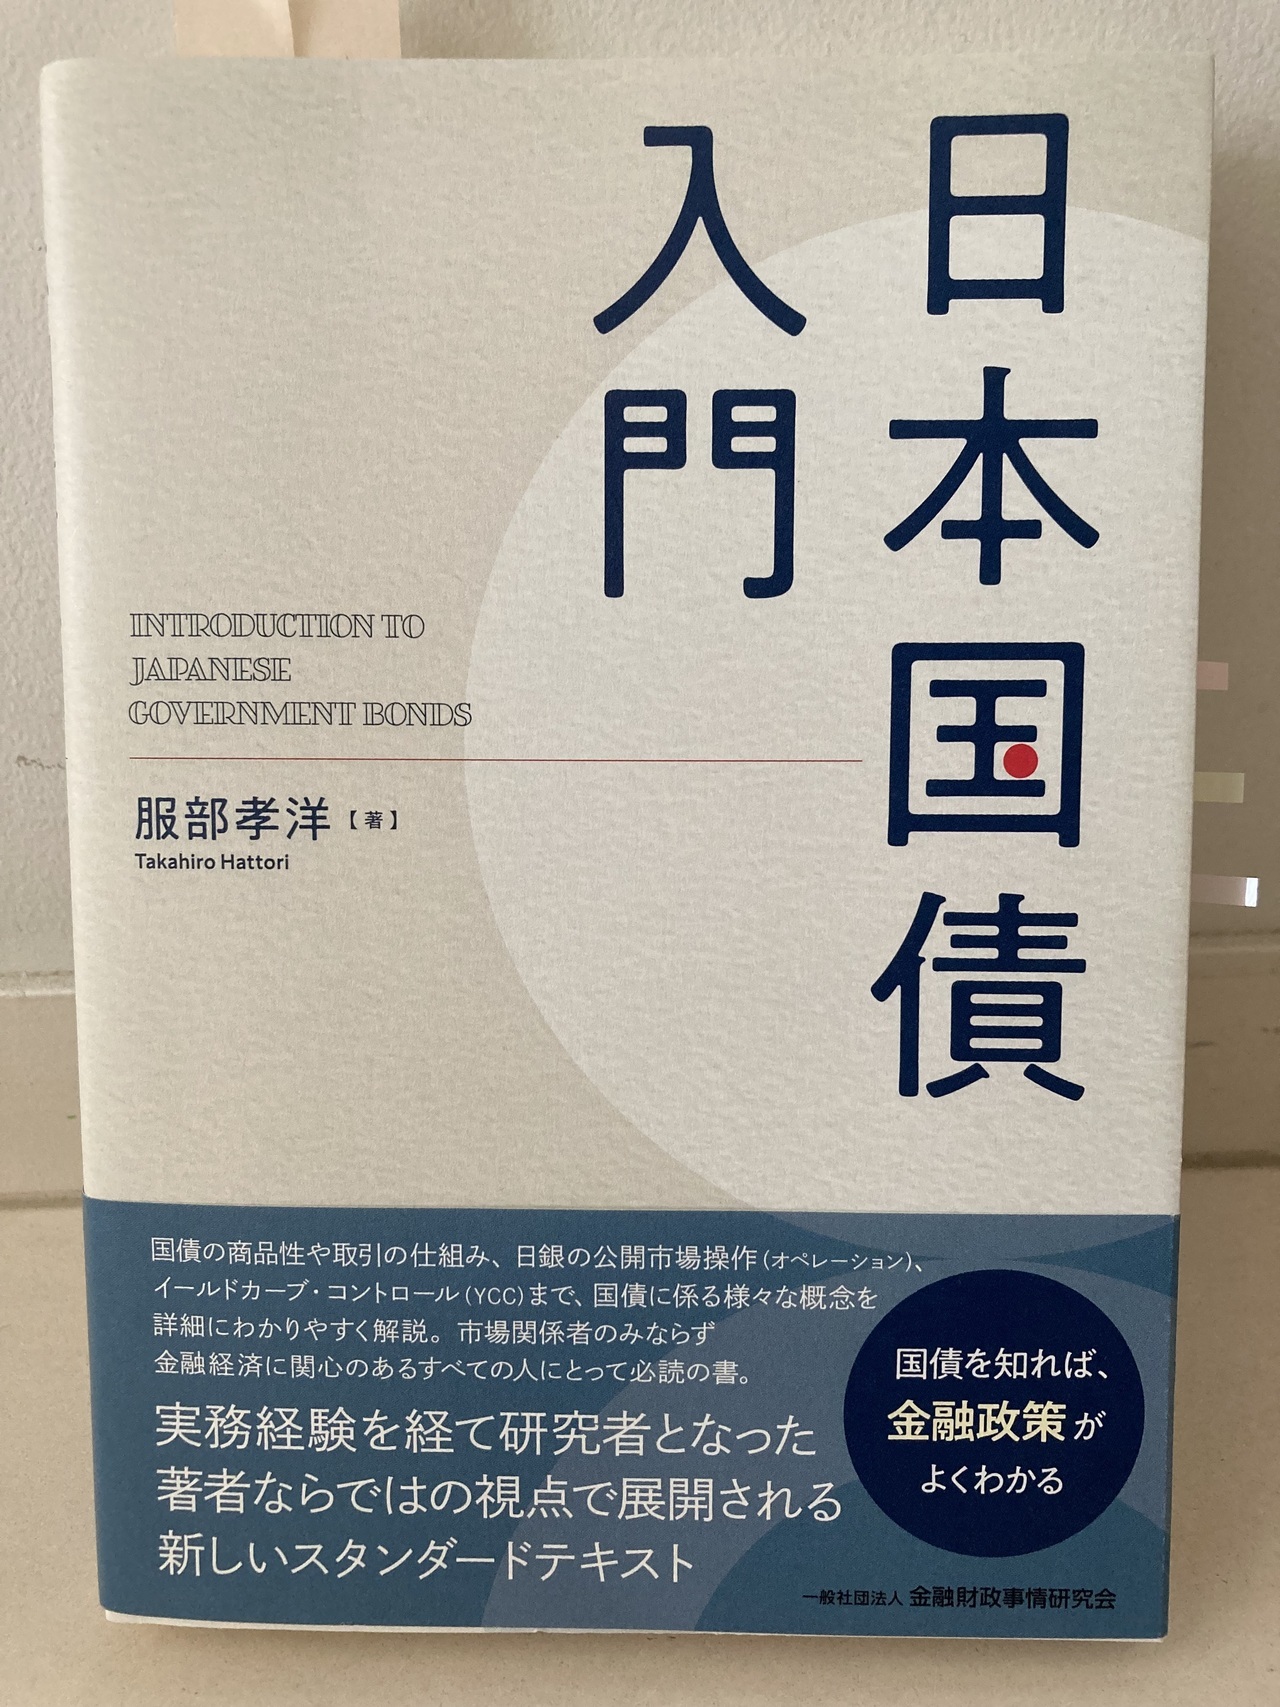 日本国債
入門
INTRODUCTION TO
JAPANESE
GOVERNMENT BONDS
服部孝洋【著】
Takahiro Hattori
国債の商品性や取引の仕組み、日銀の公開市場操作(オペレーション)、
イールドカーブ・コントロール(YCC)まで、国債に係る様々な概念を
詳細にわかりやすく解説。市場関係者のみならず
金融経済に関心のあるすべての人にとって必読の書。
実務経験を経て研究者となった
著者ならではの視点で展開される
新しいスタンダードテキスト
国債を知れば、
金融政策が
よくわかる
一般社団法人 金融財政事情研究会